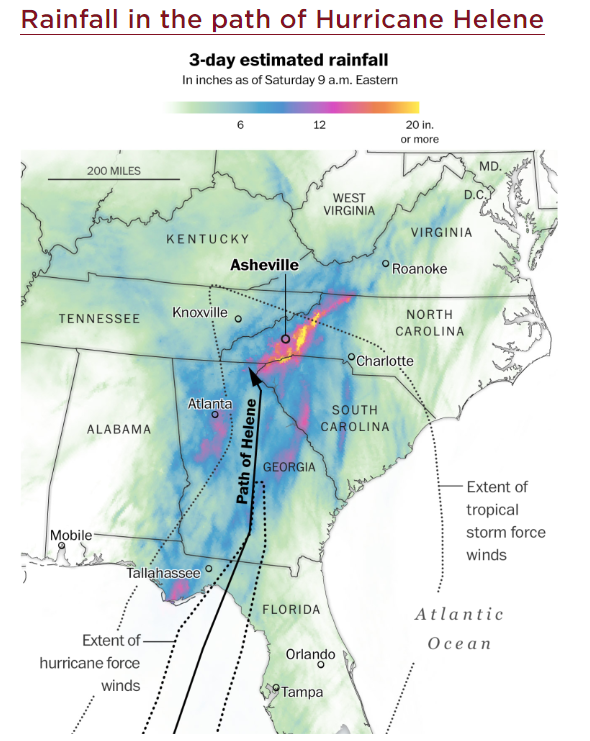 Rainfall in the path of Hurricane Helene
3-day estimated rainfall
In inches as of Saturday 9 a.m. Eastern
6
12
20 in.
or more
200 MILES
MD.
D.C.
WEST
VIRGINIA
VIRGINIA
KENTUCKY
Asheville
Roanoke
TENNESSEE
Knoxville
NORTH
CAROLINA
Charlotte
Atlanta
ALABAMA
SOUTH
CAROLINA
Path of Helene
GEORGIA
Extent of
tropical
storm force
winds
Mobile
Tallahassee
FLORIDA
Atlantic
Ocean
Extent of
hurricane force
winds
Orlando
Tampa